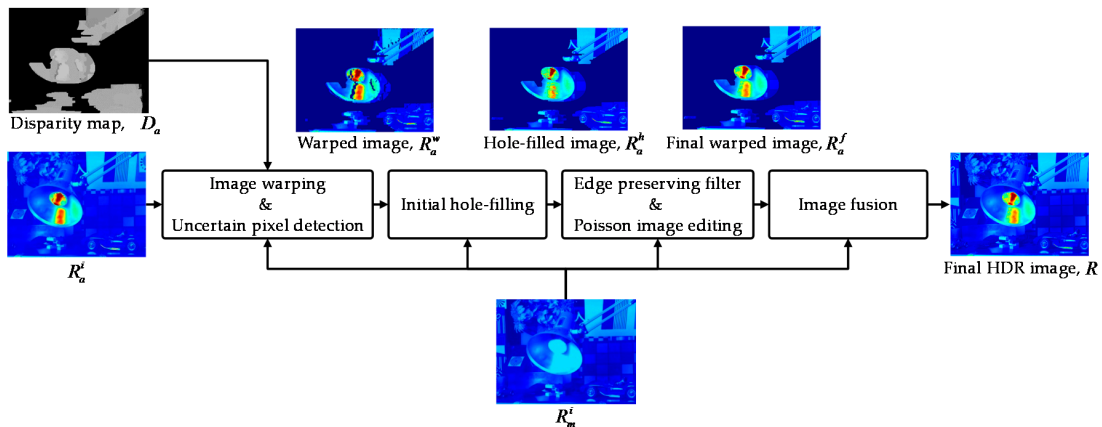 Disparity map, D_a
Warped image, R_a^w
Hole-filled image, R_a^h
Final warped image, R_a^f
Image warping
&
Uncertain pixel detection
Initial hole-filling
Edge preserving filter
&
Poisson image editing
Image fusion
R_a^i
Final HDR image, R
R_m^i